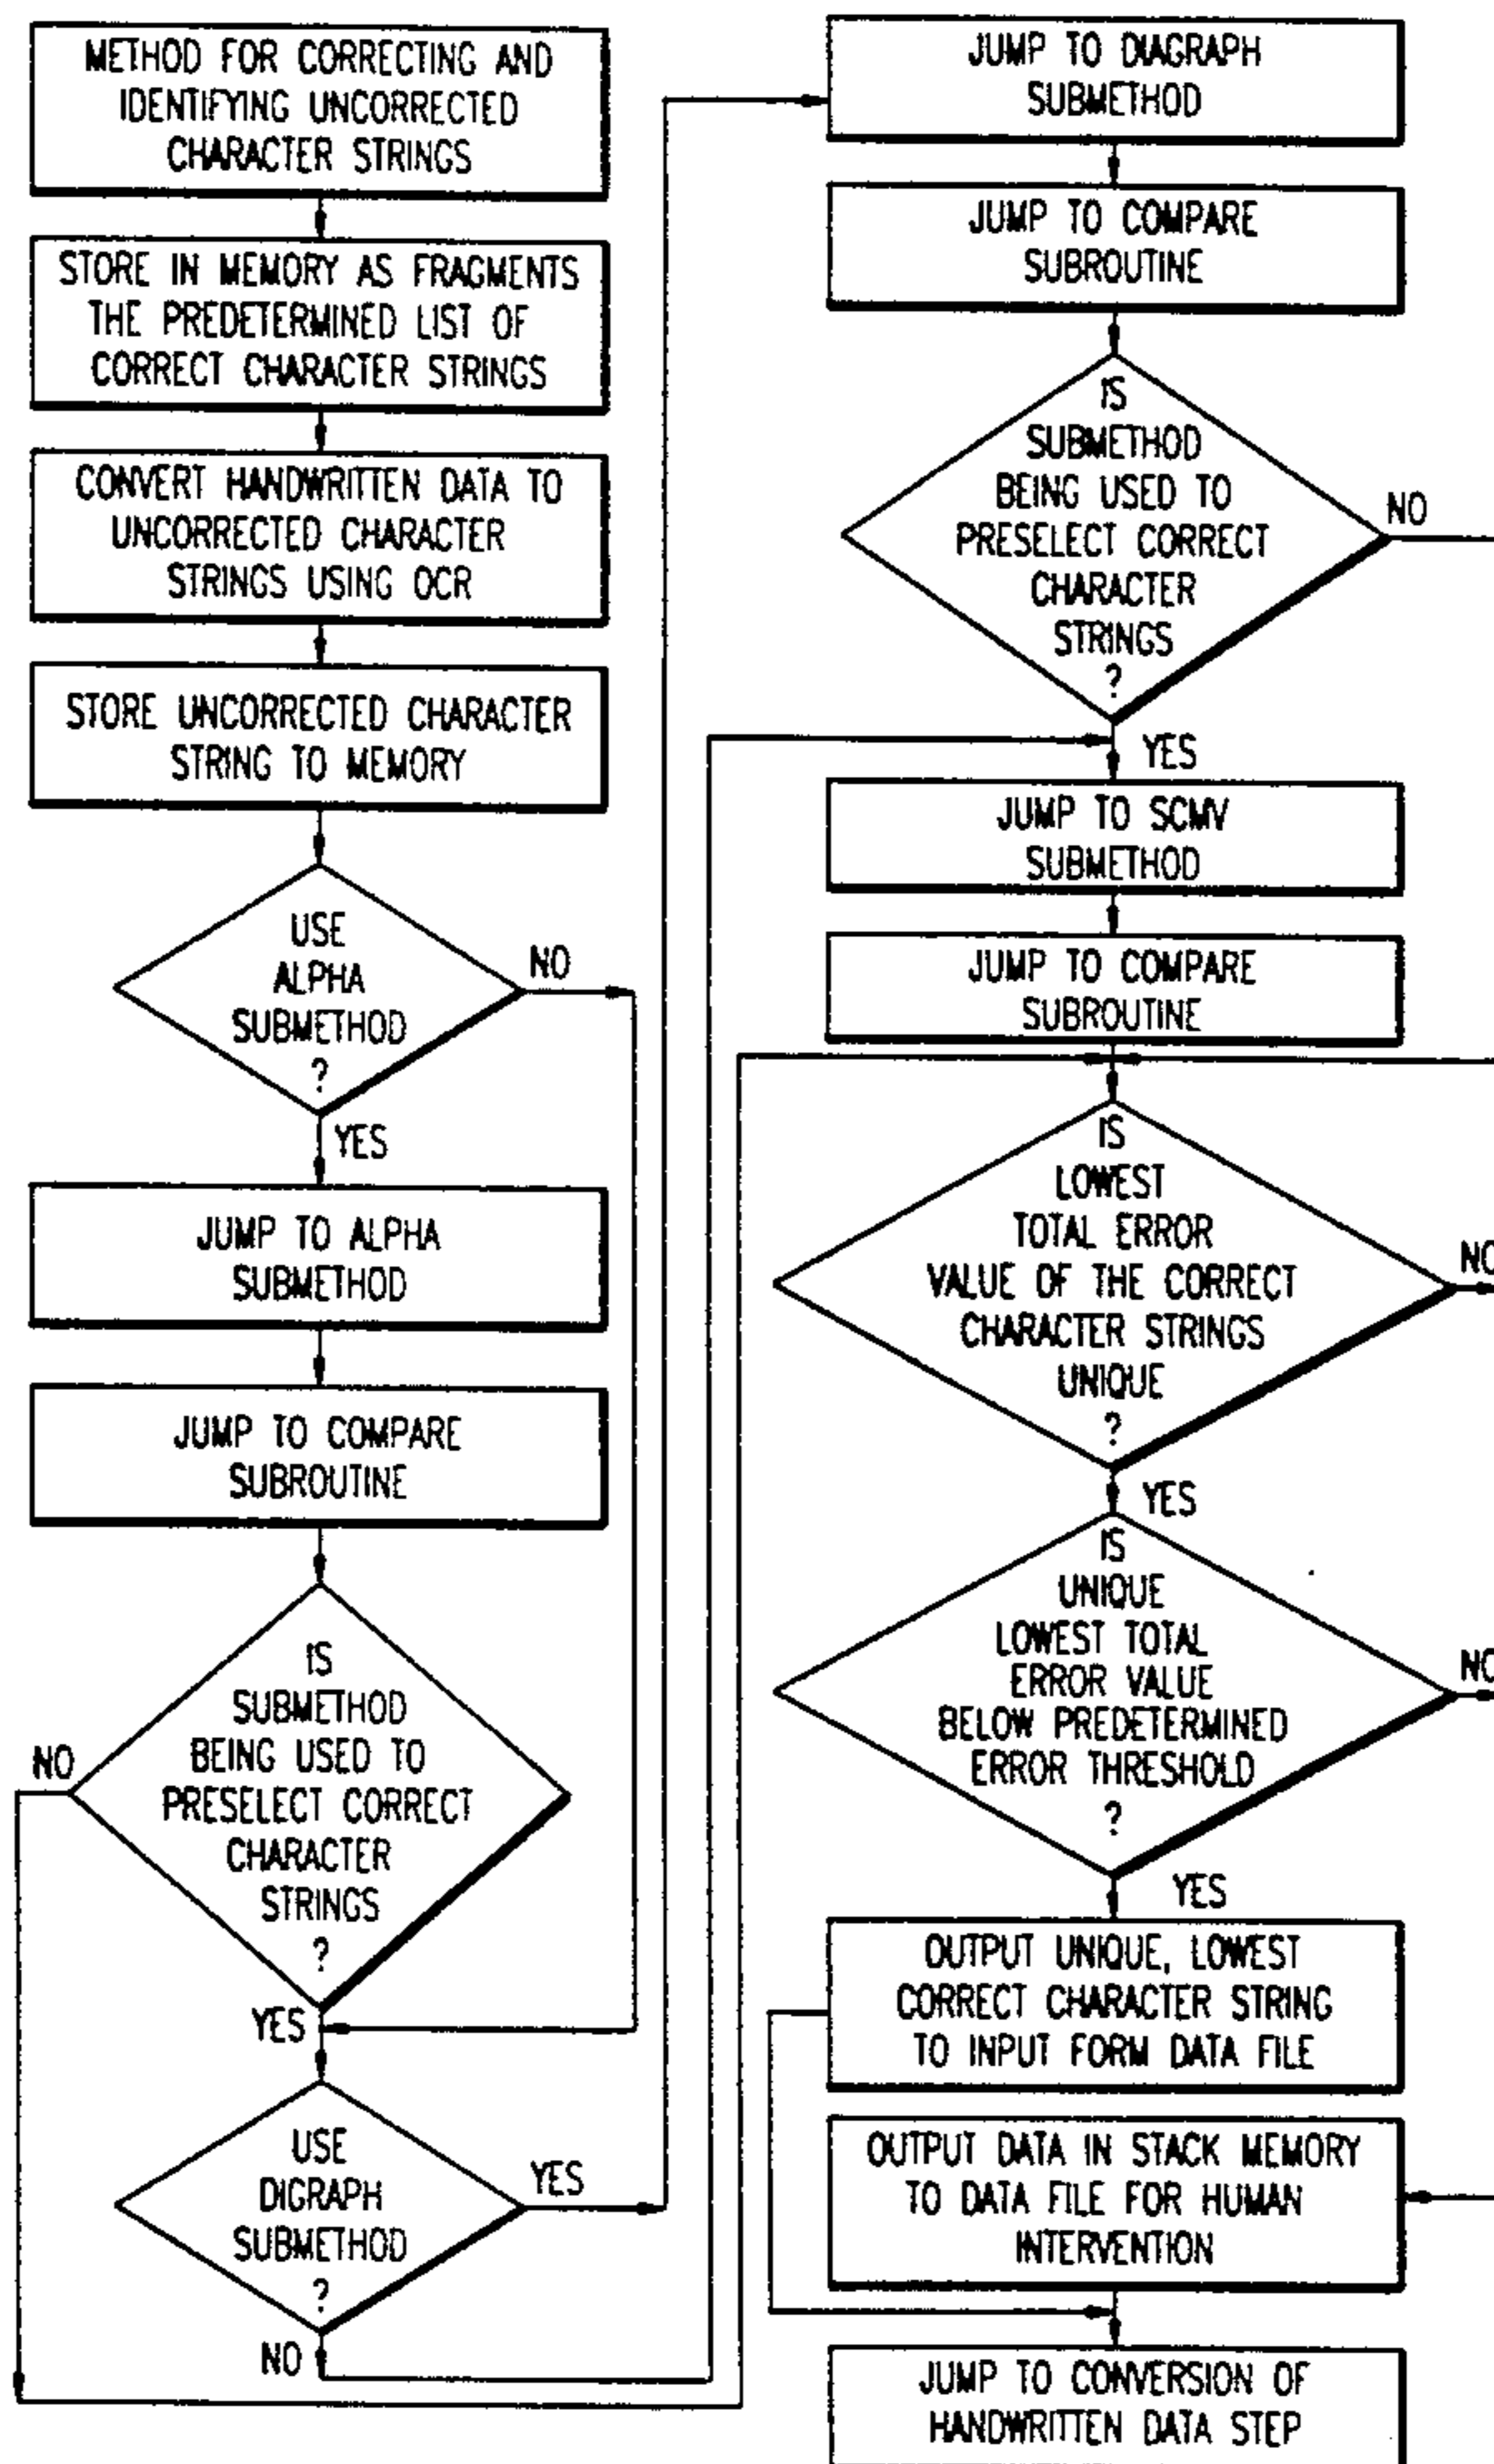 METHOD FOR CORRECTING AND
IDENTIFYING UNCORRECTED
CHARACTER STRINGS
STORE IN MEMORY AS FRAGMENTS
THE PREDETERMINED LIST OF
CORRECT CHARACTER STRINGS
CONVERT HANDWRITTEN DATA TO
UNCORRECTED CHARACTER
STRINGS USING OCR
STORE UNCORRECTED CHARACTER
STRING TO MEMORY
USE
ALPHA
SUBMETHOD
?
NO
YES
JUMP TO ALPHA
SUBMETHOD
JUMP TO COMPARE
SUBROUTINE
IS
SUBMETHOD
BEING USED TO
PRESELECT CORRECT
CHARACTER
STRINGS
?
NO
YES
USE
DIGRAPH
SUBMETHOD
?
YES
NO
JUMP TO DIAGRAPH
SUBMETHOD
JUMP TO COMPARE
SUBROUTINE
IS
SUBMETHOD
BEING USED TO
PRESELECT CORRECT
CHARACTER
STRINGS
?
NO
YES
JUMP TO SCMV
SUBMETHOD
JUMP TO COMPARE
SUBROUTINE
IS
LOWEST
TOTAL ERROR
VALUE OF THE CORRECT
CHARACTER STRINGS
UNIQUE
?
NO
YES
IS
UNIQUE
LOWEST TOTAL
ERROR VALUE
BELOW PREDETERMINED
ERROR THRESHOLD
?
NO
YES
OUTPUT UNIQUE, LOWEST
CORRECT CHARACTER STRING
TO INPUT FORM DATA FILE
OUTPUT DATA IN STACK MEMORY
TO DATA FILE FOR HUMAN
INTERVENTION
JUMP TO CONVERSION OF
HANDWRITTEN DATA STEP